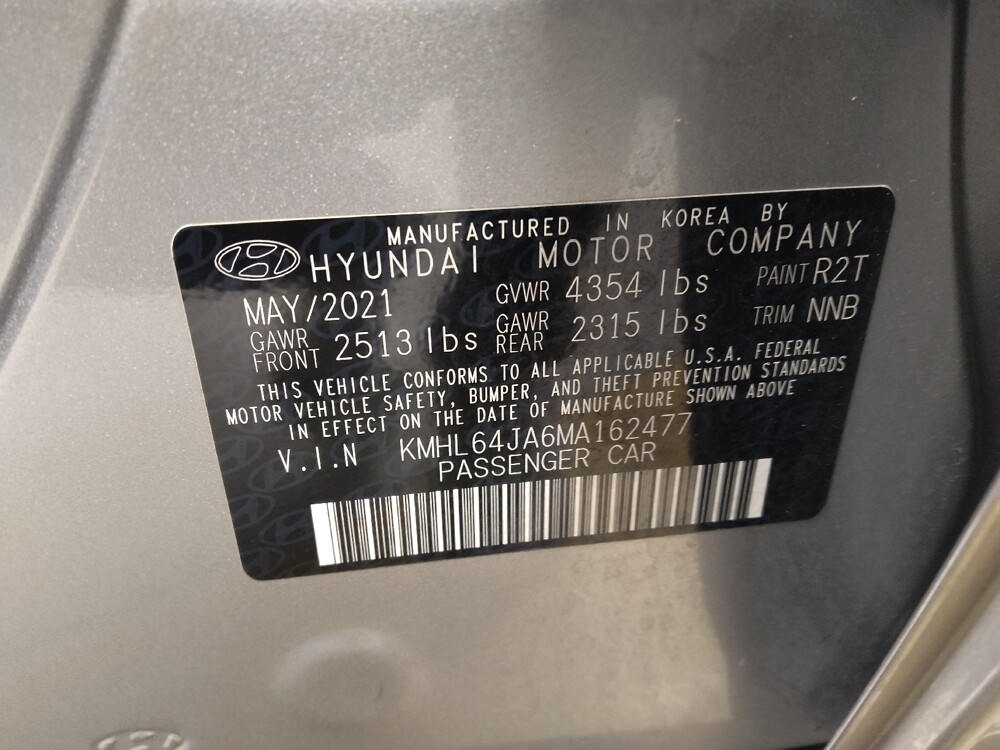 MANUFACTURED IN KOREA BY
HYUNDAI MOTOR COMPANY
MAY/2021 GVWR 4354 lbs PAINT R2T
GAWR FRONT 2513 lbs GAWR REAR 2315 lbs TRIM NNB
THIS VEHICLE CONFORMS TO ALL APPLICABLE U.S.A. FEDERAL
MOTOR VEHICLE SAFETY, BUMPER, AND THEFT PREVENTION STANDARDS
IN EFFECT ON THE DATE OF MANUFACTURE SHOWN ABOVE
V.I.N KMHL64JA6MA162477
PASSENGER CAR